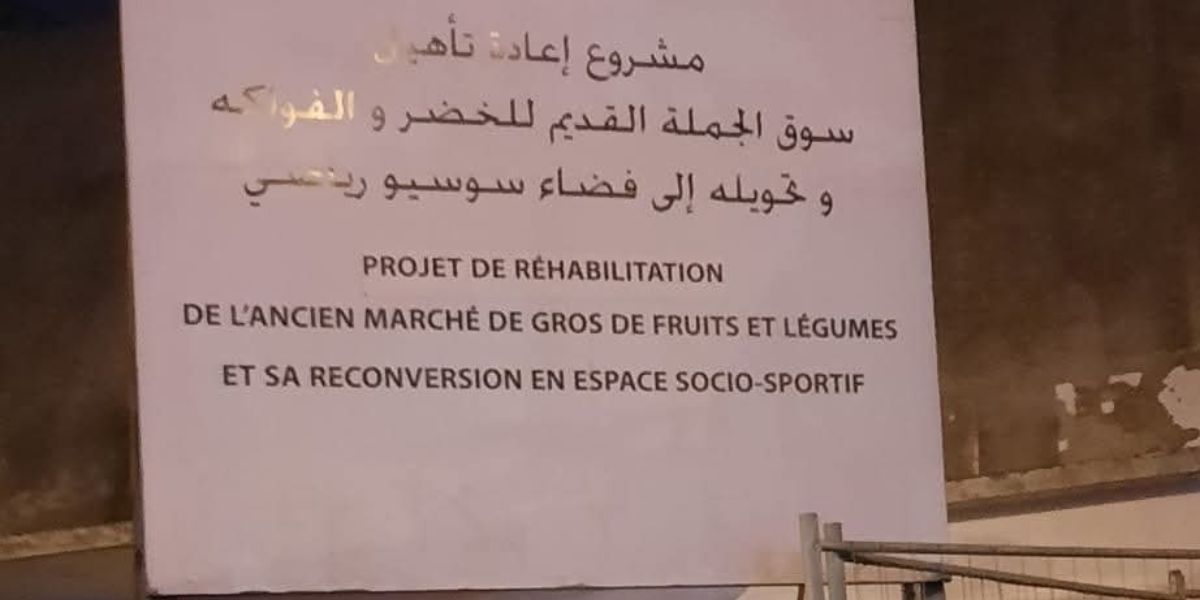 مشروع إعادة تأهيل
سوق الجملة القديم للخضر و الفواكه
و تحويله إلى فضاء سوسيو رياضي
PROJET DE RÉHABILITATION
DE L'ANCIEN MARCHÉ DE GROS DE FRUITS ET LÉGUMES
ET SA RECONVERSION EN ESPACE SOCIO-SPORTIF